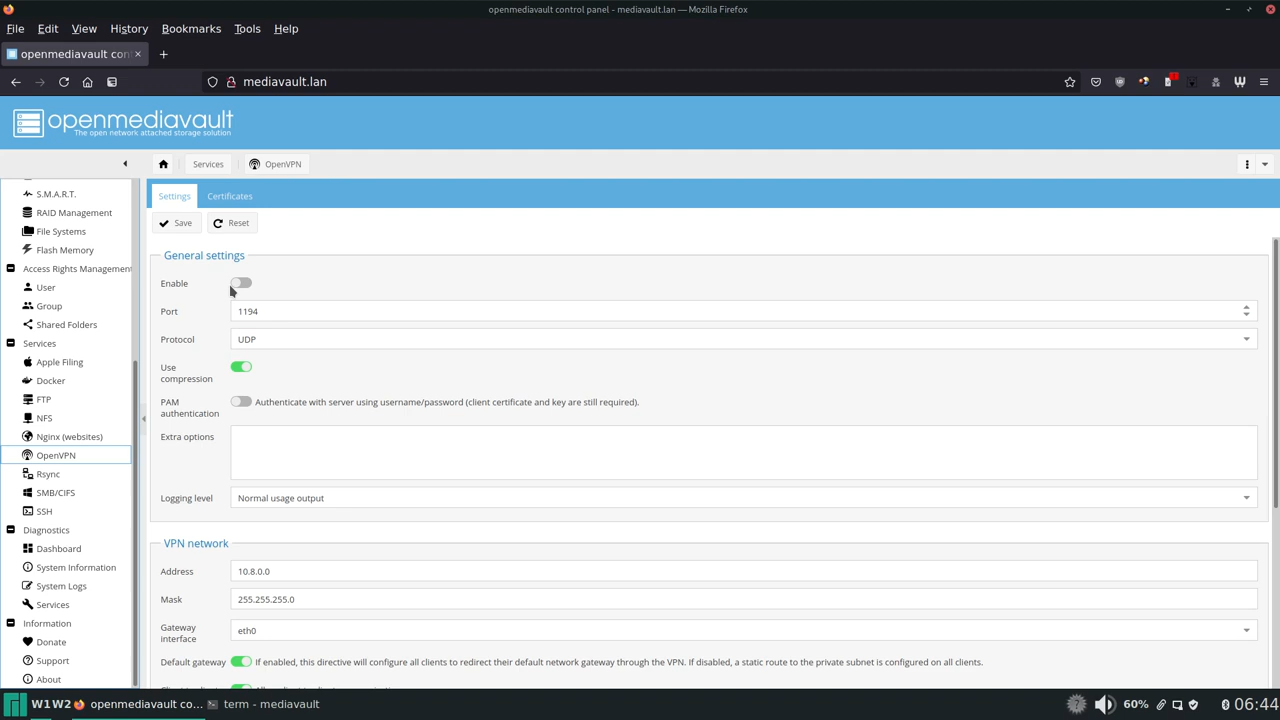 openmediavault control panel - mediavault.lan — Mozilla Firefox
File Edit View History Bookmarks Tools Help
openmediavault con
mediavault.lan
openmediavault
The open network attached storage solution
Services OpenVPN
S.M.A.R.T.
RAID Management
File Systems
Flash Memory
Access Rights Management
User
Group
Shared Folders
Services
Apple Filing
Docker
FTP
NFS
Nginx (websites)
OpenVPN
Rsync
SMB/CIFS
SSH
Diagnostics
Dashboard
System Information
System Logs
Services
Information
Donate
Support
About
Settings Certificates
Save Reset
General settings
Enable
Port 1194
Protocol UDP
Use
compression
PAM
authentication
Authenticate with server using username/password (client certificate and key are still required).
Extra options
Logging level Normal usage output
VPN network
Address 10.8.0.0
Mask 255.255.255.0
Gateway
interface
eth0
Default gateway If enabled, this directive will configure all clients to redirect their default network gateway through the VPN. If disabled, a static route to the private subnet is configured on all clients.
W1 W2 openmediavault co... term - mediavault 60% 06:44